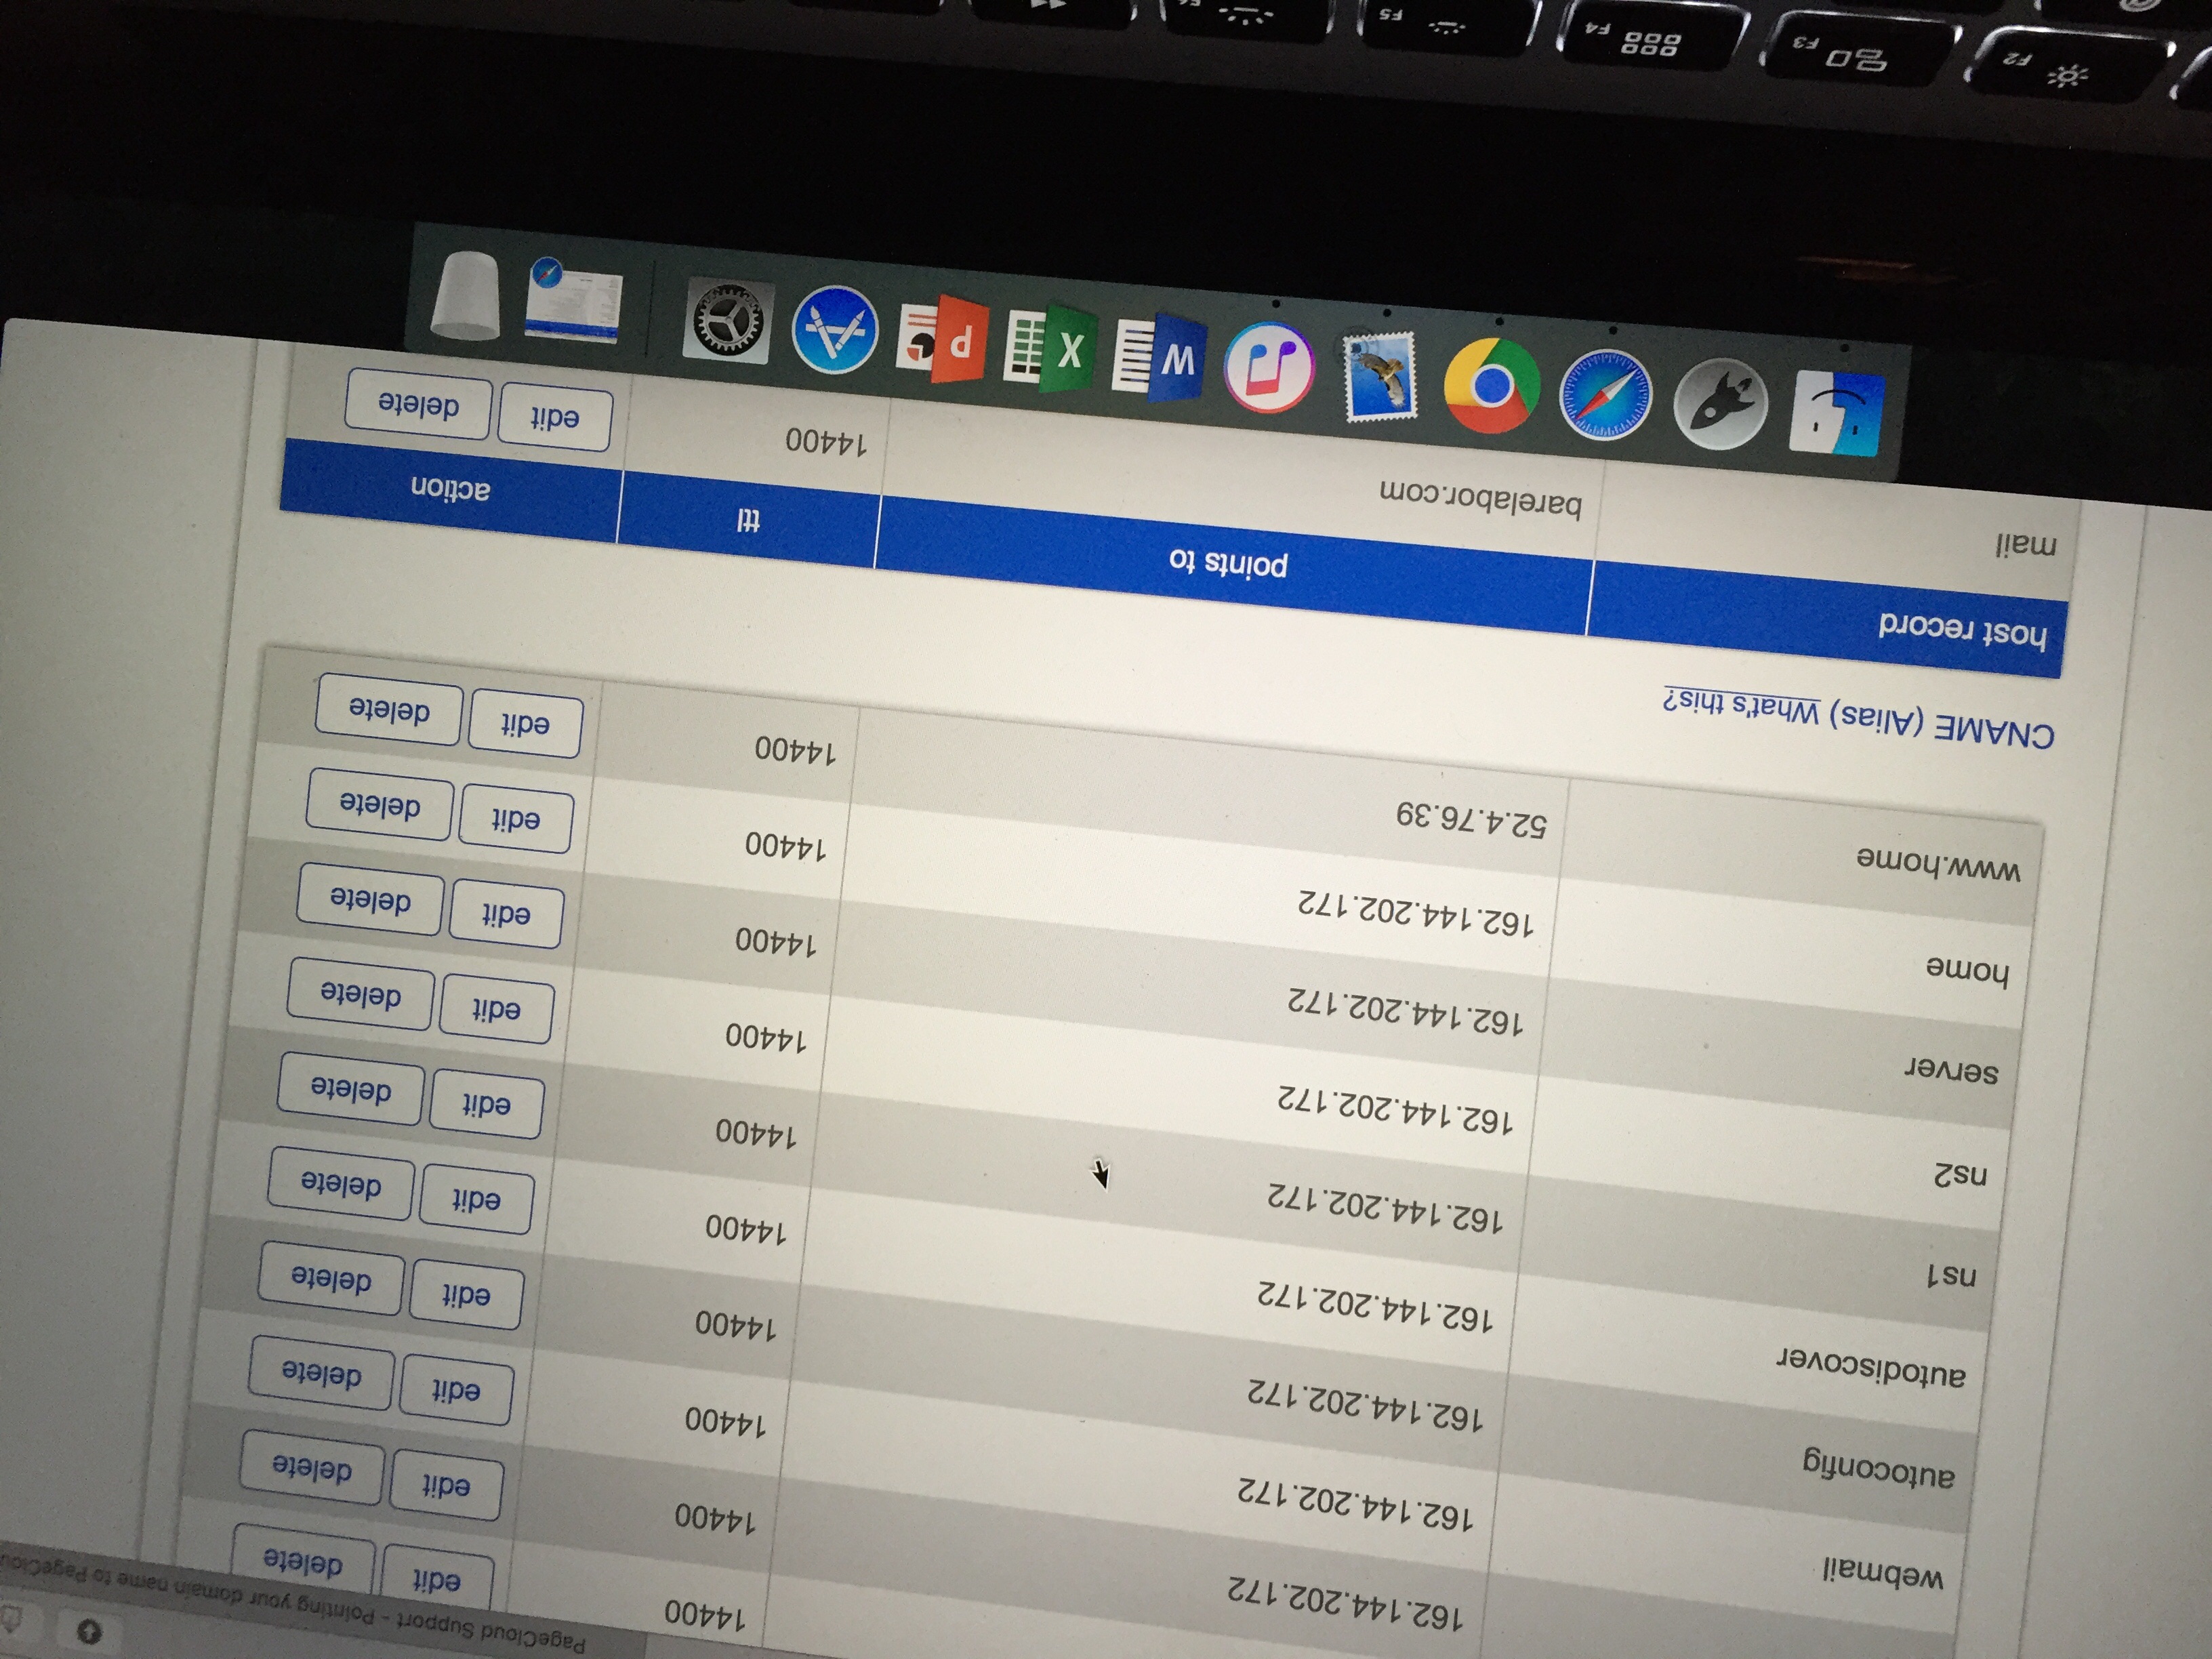 PageCloud Support - Pointing your domain name to PageClou
14400 edit delete
162.144.202.172 14400 edit delete
webmail 162.144.202.172 14400 edit delete
autoconfig 162.144.202.172 14400 edit delete
autodiscover 162.144.202.172 14400 edit delete
ns1 162.144.202.172 14400 edit delete
ns2 162.144.202.172 14400 edit delete
server 162.144.202.172 14400 edit delete
home 162.144.202.172 14400 edit delete
www.home 52.4.76.39 14400 edit delete
CNAME (Alias) What's this?
host record points to ttl action
mail barelabor.com 14400 edit delete
W X P
F2 F3 F4 F5